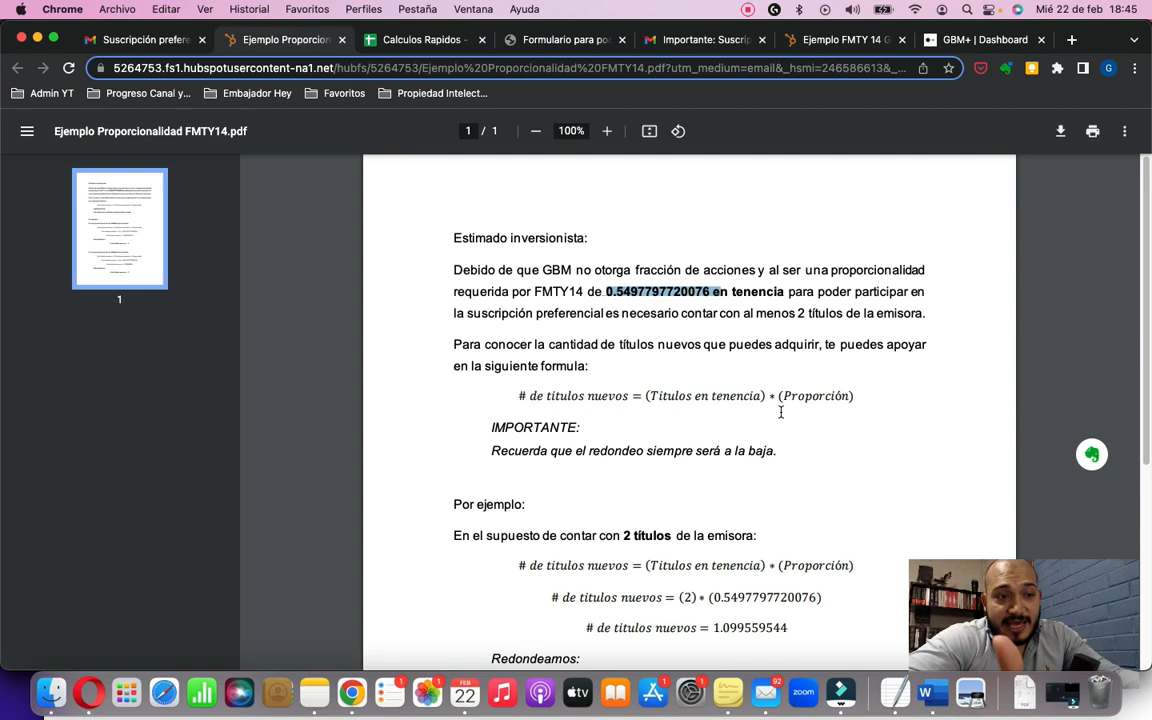 Chrome Archivo Editar Ver Historial Favoritos Perfiles Pestaña Ventana Ayuda Mié 22 de feb 18:45
Suscripción prefere Ejemplo Proporcion Calculos Rapidos - Formulario para po Importante: Suscrip Ejemplo FMTY 14 G GBM+ | Dashboard
5264753.fs1.hubspotusercontent-na1.net/hubfs/5264753/Ejemplo%20Proporcionalidad%20FMTY14.pdf?utm_medium=email&_hsmi=246586613&_...
Admin YT Progreso Canal y... Embajador Hey Favoritos Propiedad Intelect...
Ejemplo Proporcionalidad FMTY14.pdf 1 / 1 100%
1
Estimado inversionista:
Debido de que GBM no otorga fracción de acciones y al ser una proporcionalidad
requerida por FMTY14 de 0.5497797720076 en tenencia para poder participar en
la suscripción preferencial es necesario contar con al menos 2 títulos de la emisora.
Para conocer la cantidad de títulos nuevos que puedes adquirir, te puedes apoyar
en la siguiente formula:
# de titulos nuevos = (Titulos en tenencia) * (Proporción)
IMPORTANTE:
Recuerda que el redondeo siempre será a la baja.
Por ejemplo:
En el supuesto de contar con 2 títulos de la emisora:
# de titulos nuevos = (Titulos en tenencia) * (Proporción)
# de titulos nuevos = (2) * (0.5497797720076)
# de titulos nuevos = 1.099559544
Redondeamos:
1 1 FEB 22 tv 1 92 zoom W